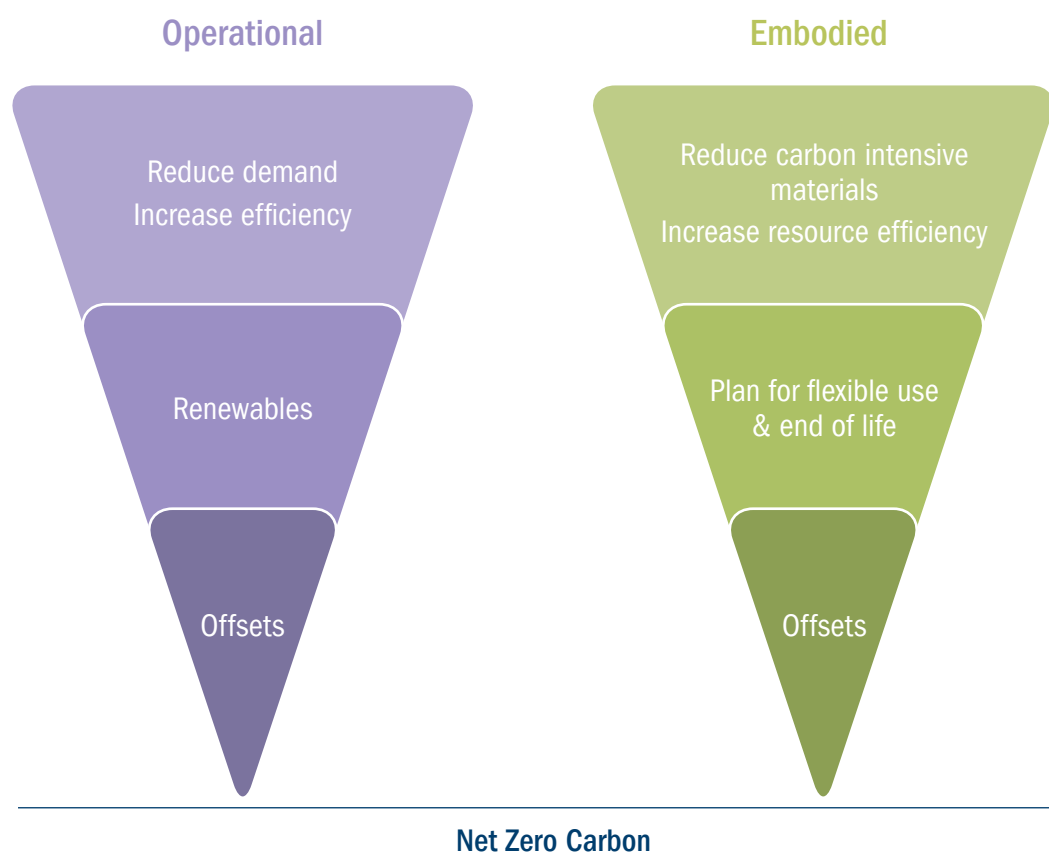 Operational
Reduce demand
Increase efficiency
Renewables
Offsets
Embodied
Reduce carbon intensive
materials
Increase resource efficiency
Plan for flexible use
& end of life
Offsets
Net Zero Carbon